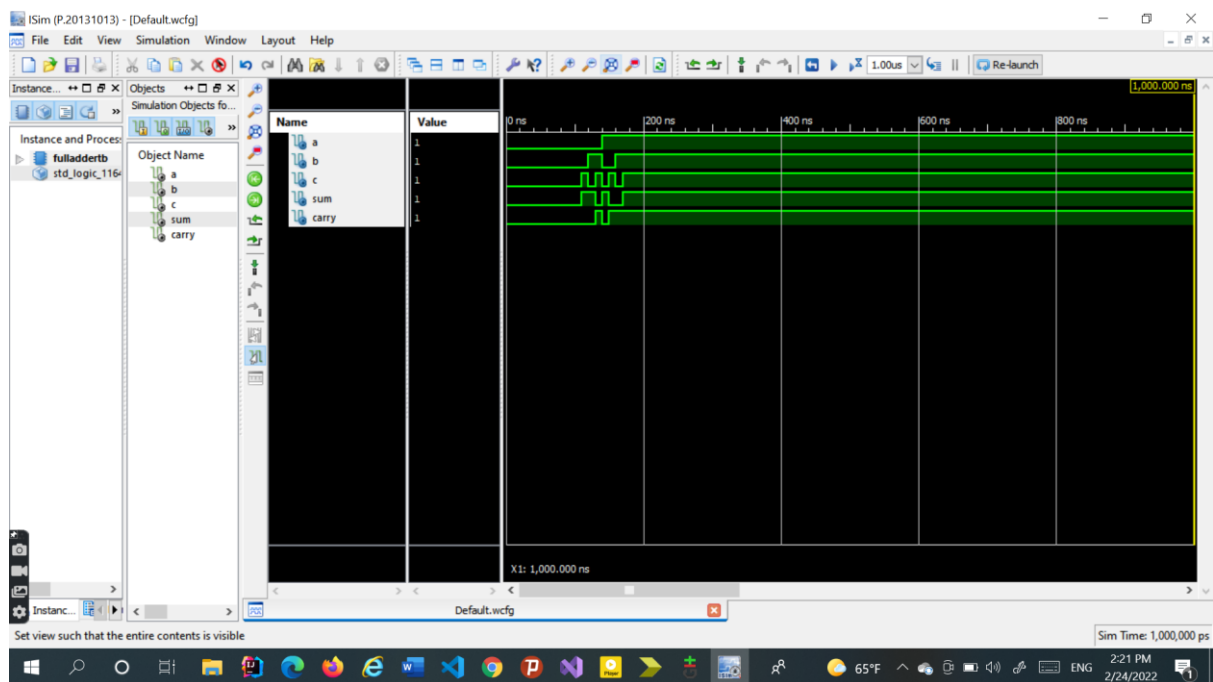 ISim (P.20131013) - [Default.wcfg]
File Edit View Simulation Window Layout Help
1.00us Re-launch
Instance... Objects
Simulation Objects fo...
Instance and Proces
fulladdertb
std_logic_116
Object Name
a
b
c
sum
carry
Name Value
a 1
b 1
c 1
sum 1
carry 1
1,000.000 ns
0 ns 200 ns 400 ns 600 ns 800 ns
X1: 1,000.000 ns
Instanc... Default.wcfg
Set view such that the entire contents is visible Sim Time: 1,000,000 ps
65°F ENG 2:21 PM
2/24/2022